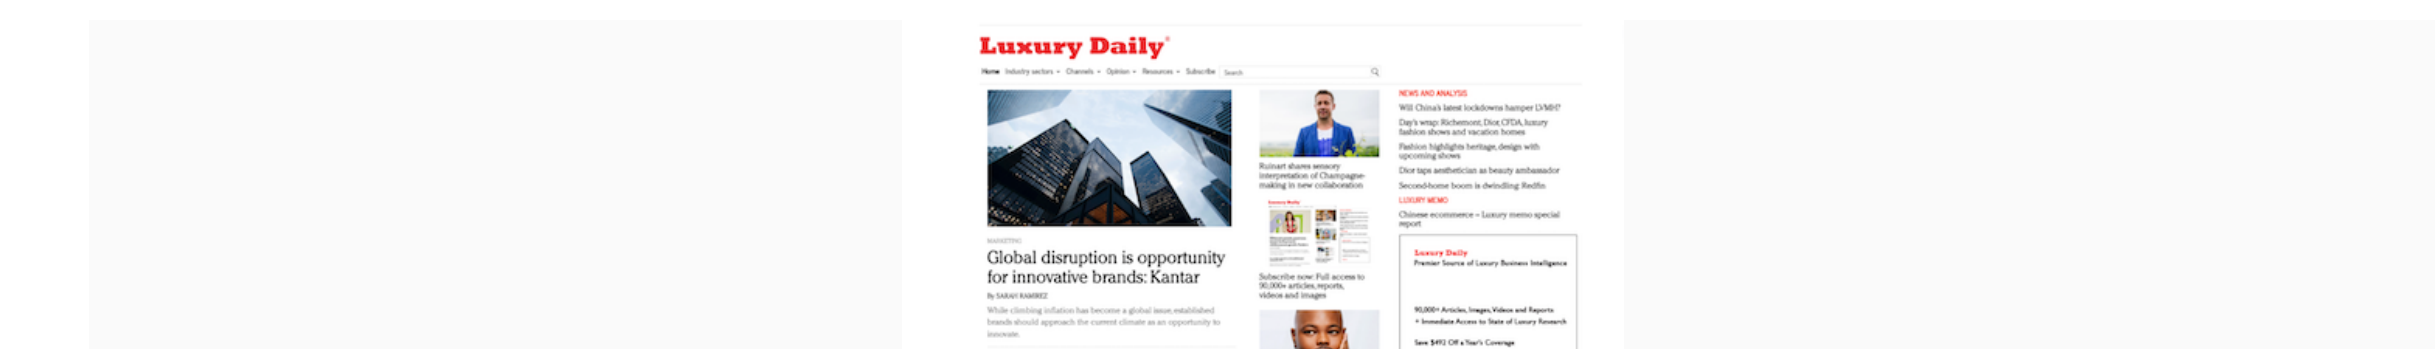 Luxury Daily®
Home Industry sectors Channels Opinion Resources Subscribe Search
MARKETING
Global disruption is opportunity
for innovative brands: Kantar
By SARAH RAMIREZ
While climbing inflation has become a global issue, established
brands should approach the current climate as an opportunity to
innovate.
Ruinart shares sensory
interpretation of Champagne-
making in new collaboration
Luxury Daily
Subscribe now: Full access to
90,000+ articles, reports,
videos and images
NEWS AND ANALYSIS
Will China's latest lockdowns hamper LVMH?
Day's wrap: Richemont, Dior, CFDA, luxury
fashion shows and vacation homes
Fashion highlights heritage, design with
upcoming shows
Dior taps aesthetician as beauty ambassador
Second-home boom is dwindling: Redfin
LUXURY MEMO
Chinese ecommerce – Luxury memo special
report
Luxury Daily
Premier Source of Luxury Business Intelligence
90,000+ Articles, Images, Videos and Reports
+ Immediate Access to State of Luxury Research
Save $492 Off a Year's Coverage